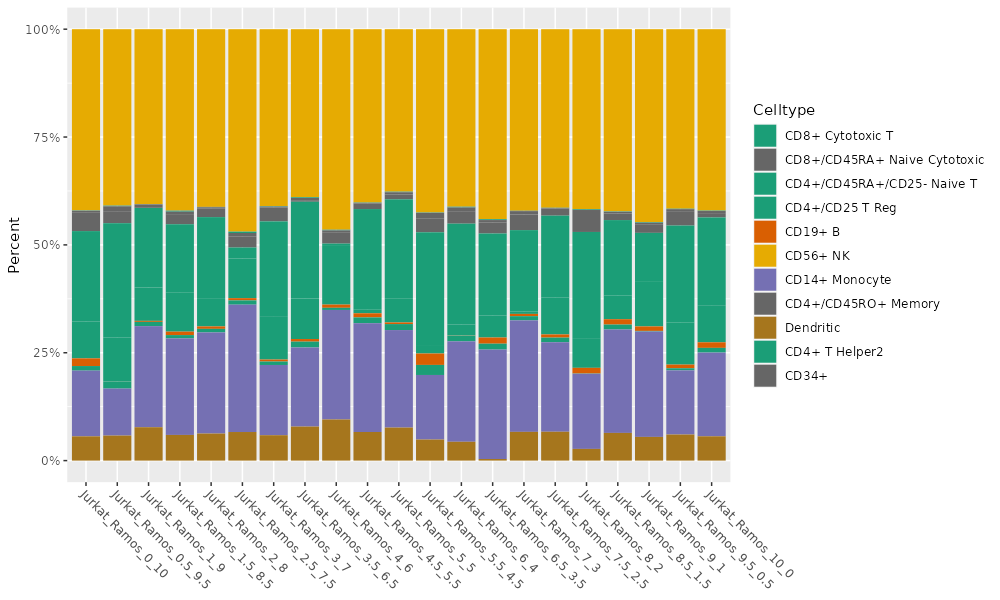 100%
75%
50%
25%
0%
Percent
Jurkat_Ramos_0_10
Jurkat_Ramos_0.5_9.5
Jurkat_Ramos_1_9
Jurkat_Ramos_1.5_8.5
Jurkat_Ramos_2_8
Jurkat_Ramos_2.5_7.5
Jurkat_Ramos_3_7
Jurkat_Ramos_3.5_6.5
Jurkat_Ramos_4_6
Jurkat_Ramos_4.5_5.5
Jurkat_Ramos_5_5
Jurkat_Ramos_5.5_4.5
Jurkat_Ramos_6_4
Jurkat_Ramos_6.5_3.5
Jurkat_Ramos_7_3
Jurkat_Ramos_7.5_2.5
Jurkat_Ramos_8_2
Jurkat_Ramos_8.5_1.5
Jurkat_Ramos_9_1
Jurkat_Ramos_9.5_0.5
Jurkat_Ramos_10_0
Celltype
CD8+ Cytotoxic T
CD8+/CD45RA+ Naive Cytotoxic
CD4+/CD45RA+/CD25- Naive T
CD4+/CD25 T Reg
CD19+ B
CD56+ NK
CD14+ Monocyte
CD4+/CD45RO+ Memory
Dendritic
CD4+ T Helper2
CD34+